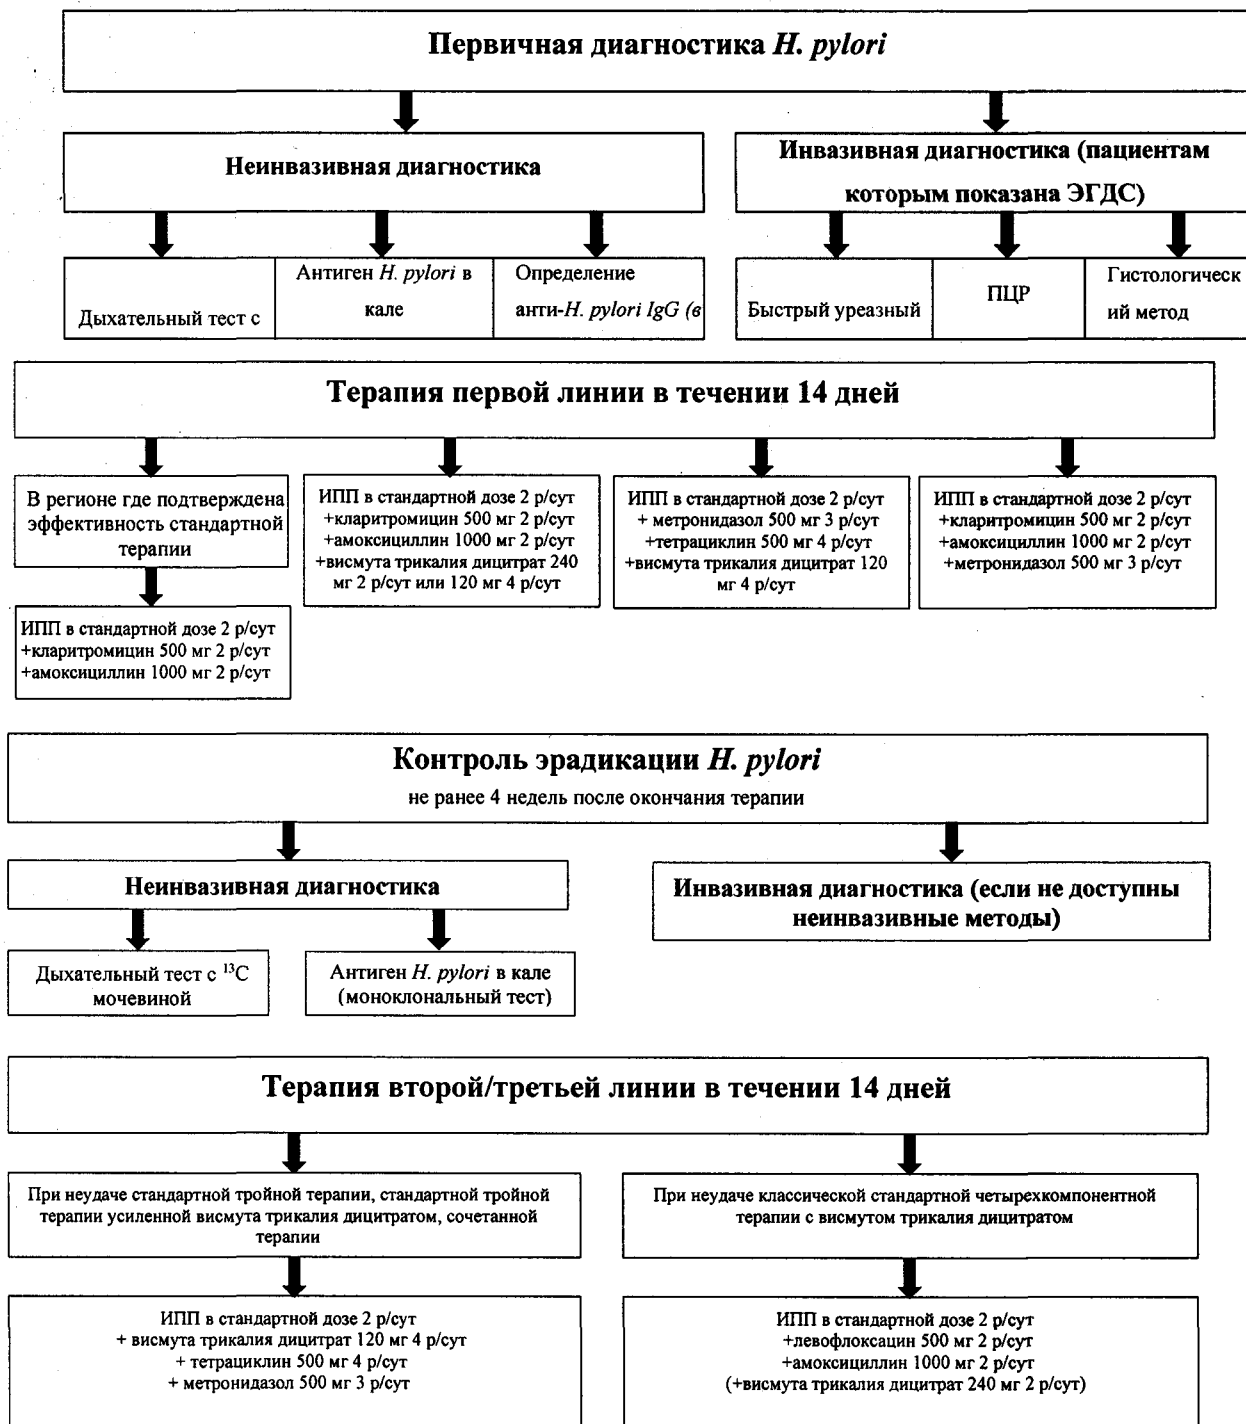 Первичная диагностика H. pylori
Неинвазивная диагностика
Инвазивная диагностика (пациентам
которым показана ЭГДС)
Дыхательный тест с
Антиген H. pylori в
кале
Определение
анти-H. pylori IgG (в
Быстрый уреазный
ПЦР
Гистологическ
ий метод
Терапия первой линии в течении 14 дней
В регионе где подтверждена
эффективность стандартной
терапии
ИПП в стандартной дозе 2 р/сут
+кларитромицин 500 мг 2 р/сут
+амоксициллин 1000 мг 2 р/сут
+висмута трикалия дицитрат 240
мг 2 р/сут или 120 мг 4 р/сут
ИПП в стандартной дозе 2 р/сут
+ метронидазол 500 мг 3 р/сут
+тетрациклин 500 мг 4 р/сут
+висмута трикалия дицитрат 120
мг 4 р/сут
ИПП в стандартной дозе 2 р/сут
+кларитромицин 500 мг 2 р/сут
+амоксициллин 1000 мг 2 р/сут
+метронидазол 500 мг 3 р/сут
ИПП в стандартной дозе 2 р/сут
+кларитромицин 500 мг 2 р/сут
+амоксициллин 1000 мг 2 р/сут
Контроль эрадикации H. pylori
не ранее 4 недель после окончания терапии
Неинвазивная диагностика
Инвазивная диагностика (если не доступны
неинвазивные методы)
Дыхательный тест с ¹³С
мочевиной
Антиген H. pylori в кале
(моноклональный тест)
Терапия второй/третьей линии в течении 14 дней
При неудаче стандартной тройной терапии, стандартной тройной
терапии усиленной висмута трикалия дицитратом, сочетанной
терапии
При неудаче классической стандартной четырехкомпонентной
терапии с висмутом трикалия дицитратом
ИПП в стандартной дозе 2 р/сут
+ висмута трикалия дицитрат 120 мг 4 р/сут
+ тетрациклин 500 мг 4 р/сут
+ метронидазол 500 мг 3 р/сут
ИПП в стандартной дозе 2 р/сут
+левофлоксацин 500 мг 2 р/сут
+амоксициллин 1000 мг 2 р/сут
(+висмута трикалия дицитрат 240 мг 2 р/сут)